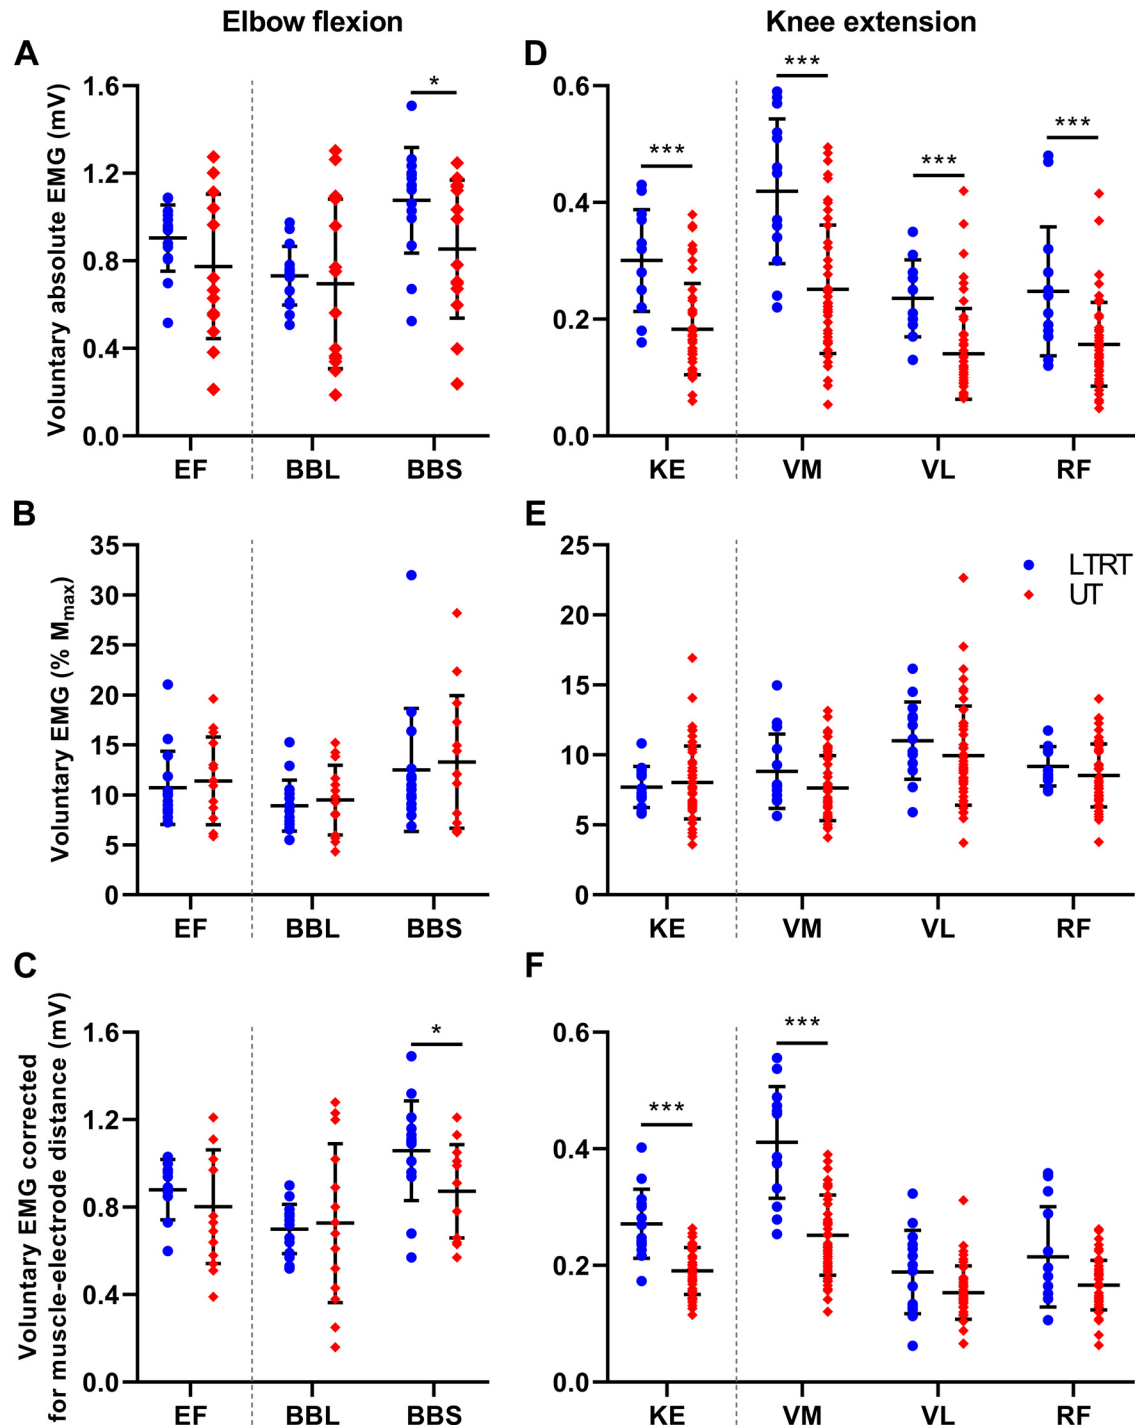 Elbow flexion
Knee extension
A
Voluntary absolute EMG (mV)
1.6
1.2
0.8
0.4
0.0
*
EF
BBL
BBS
D
0.6
0.4
0.2
0.0
***
***
***
***
KE
VM
VL
RF
B
Voluntary EMG (% Mmax)
35
30
25
20
15
10
5
0
EF
BBL
BBS
E
25
20
15
10
5
0
LTRT
UT
KE
VM
VL
RF
C
Voluntary EMG corrected
for muscle-electrode distance (mV)
1.6
1.2
0.8
0.4
0.0
*
EF
BBL
BBS
F
0.6
0.4
0.2
0.0
***
***
KE
VM
VL
RF